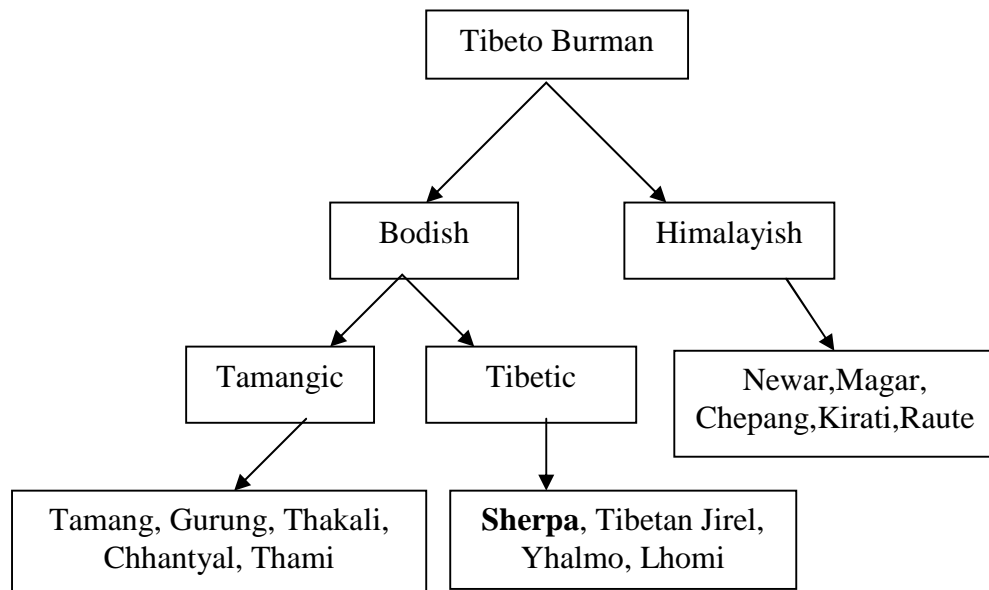 Tibeto Burman
Bodish
Himalayish
Tamangic
Tibetic
Newar,Magar,
Chepang,Kirati,Raute
Tamang, Gurung, Thakali,
Chhantyal, Thami
Sherpa, Tibetan Jirel,
Yhalmo, Lhomi